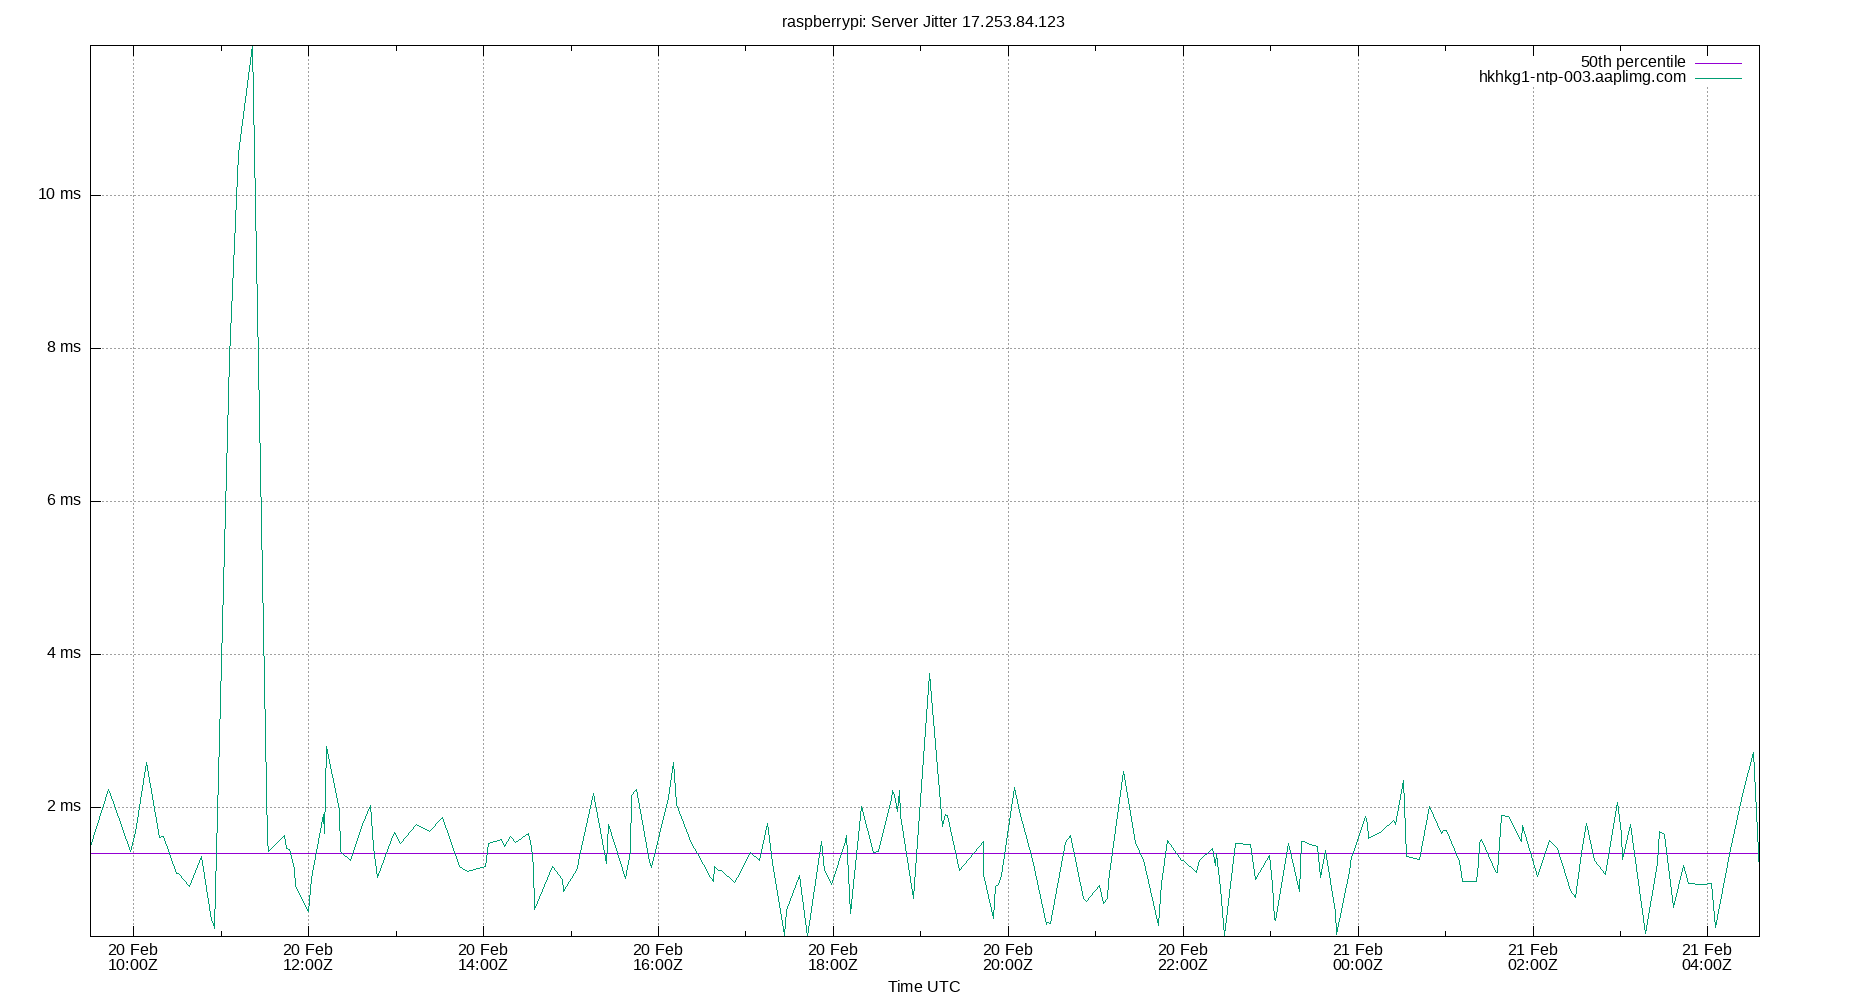 raspberrypi: Server Jitter 17.253.84.123
50th percentile
hkhkg1-ntp-003.aaplimg.com
10 ms
8 ms
6 ms
4 ms
2 ms
20 Feb 20 Feb 20 Feb 20 Feb 20 Feb 20 Feb 20 Feb 21 Feb 21 Feb 21 Feb
10:00Z 12:00Z 14:00Z 16:00Z 18:00Z 20:00Z 22:00Z 00:00Z 02:00Z 04:00Z
Time UTC